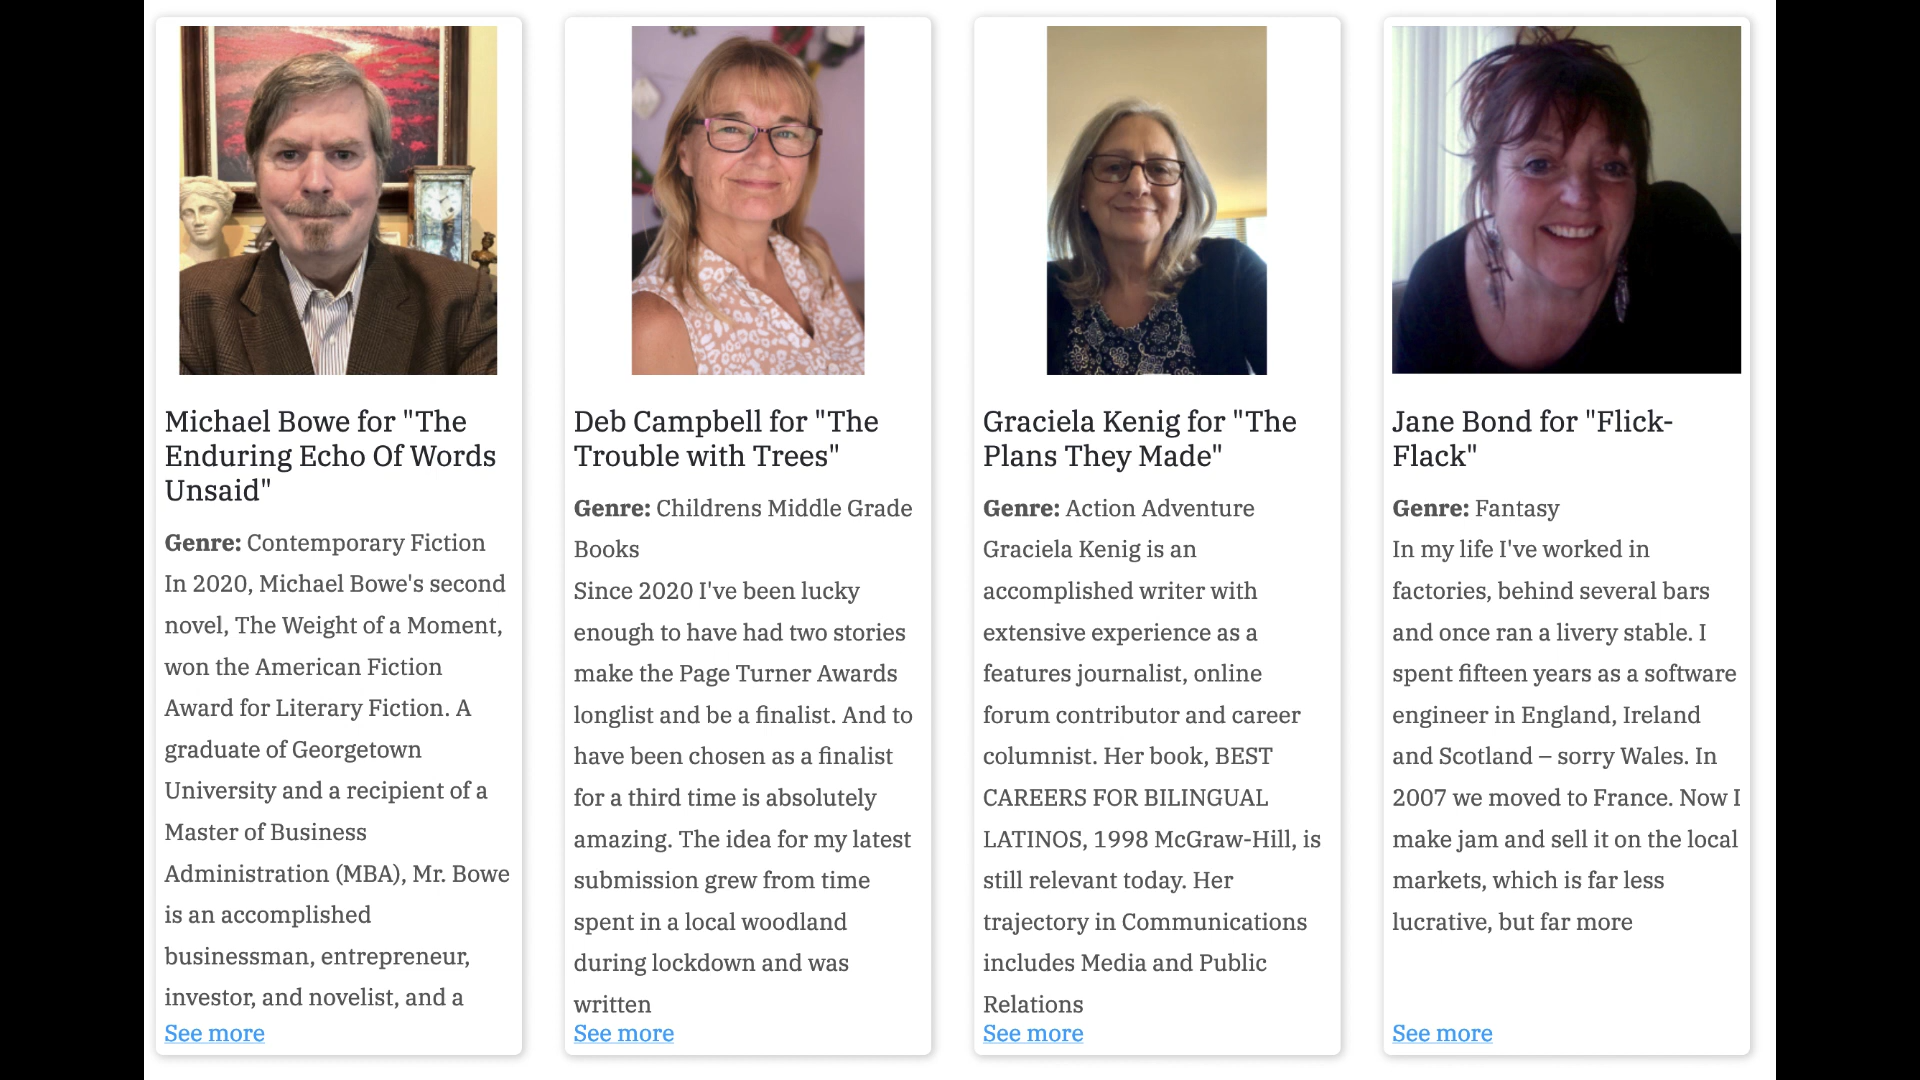 Michael Bowe for "The
Enduring Echo Of Words
Unsaid"
Genre: Contemporary Fiction
In 2020, Michael Bowe's second
novel, The Weight of a Moment,
won the American Fiction
Award for Literary Fiction. A
graduate of Georgetown
University and a recipient of a
Master of Business
Administration (MBA), Mr. Bowe
is an accomplished
businessman, entrepreneur,
investor, and novelist, and a
See more
Deb Campbell for "The
Trouble with Trees"
Genre: Childrens Middle Grade
Books
Since 2020 I've been lucky
enough to have had two stories
make the Page Turner Awards
longlist and be a finalist. And to
have been chosen as a finalist
for a third time is absolutely
amazing. The idea for my latest
submission grew from time
spent in a local woodland
during lockdown and was
written
See more
Graciela Kenig for "The
Plans They Made"
Genre: Action Adventure
Graciela Kenig is an
accomplished writer with
extensive experience as a
features journalist, online
forum contributor and career
columnist. Her book, BEST
CAREERS FOR BILINGUAL
LATINOS, 1998 McGraw-Hill, is
still relevant today. Her
trajectory in Communications
includes Media and Public
Relations
See more
Jane Bond for "Flick-
Flack"
Genre: Fantasy
In my life I've worked in
factories, behind several bars
and once ran a livery stable. I
spent fifteen years as a software
engineer in England, Ireland
and Scotland – sorry Wales. In
2007 we moved to France. Now I
make jam and sell it on the local
markets, which is far less
lucrative, but far more
See more